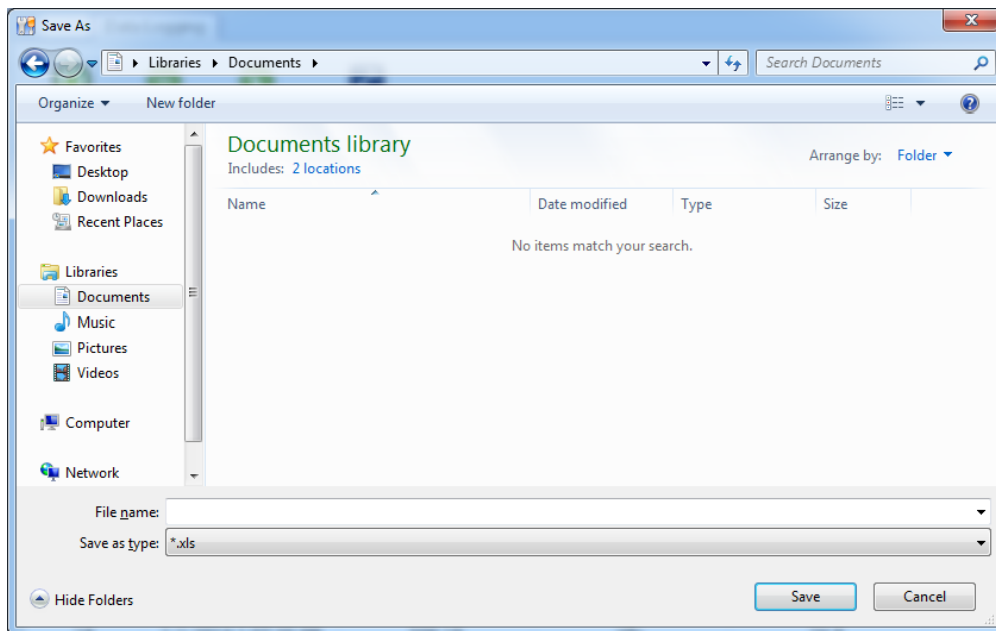 Save As
Libraries Documents
Search Documents
Organize New folder
Favorites
Desktop
Downloads
Recent Places
Libraries
Documents
Music
Pictures
Videos
Computer
Network
Documents library
Includes: 2 locations
Arrange by: Folder
Name Date modified Type Size
No items match your search.
File name:
Save as type: *.xls
Hide Folders
Save Cancel